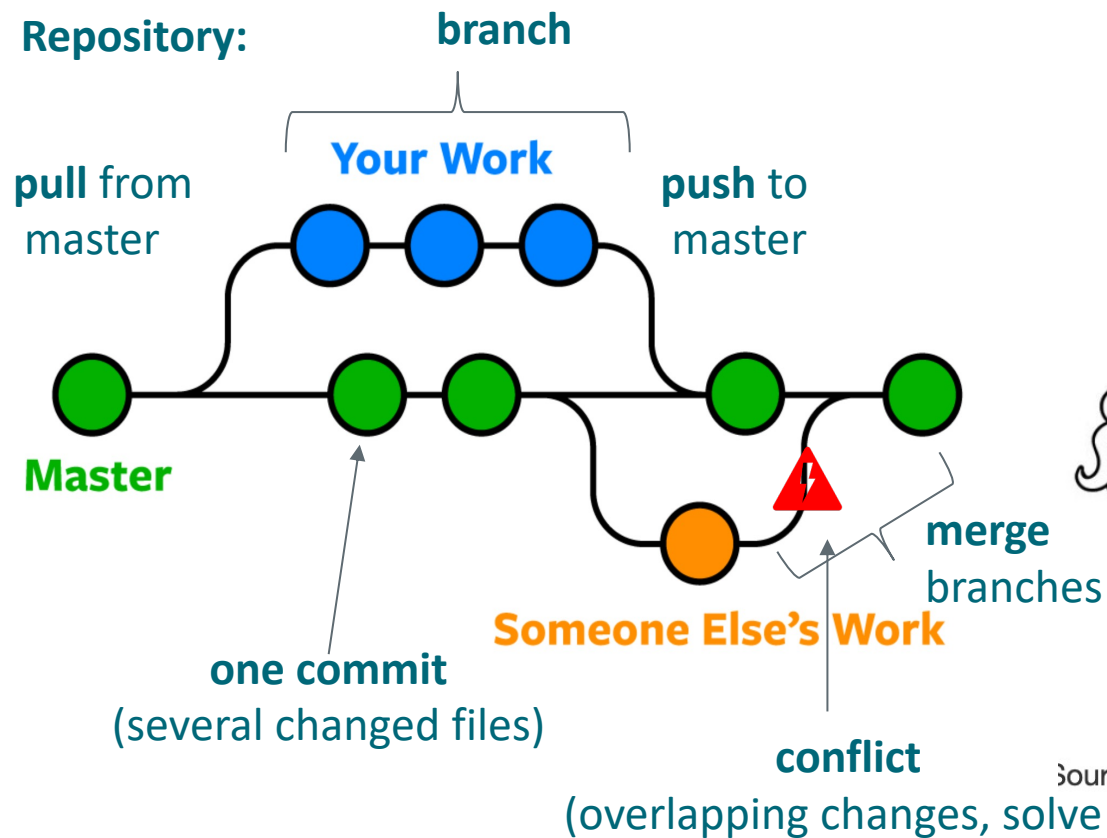 Repository:
branch
Your Work
pull from
master
push to
master
Master
merge
branches
Someone Else's Work
one commit
(several changed files)
conflict
(overlapping changes, solve